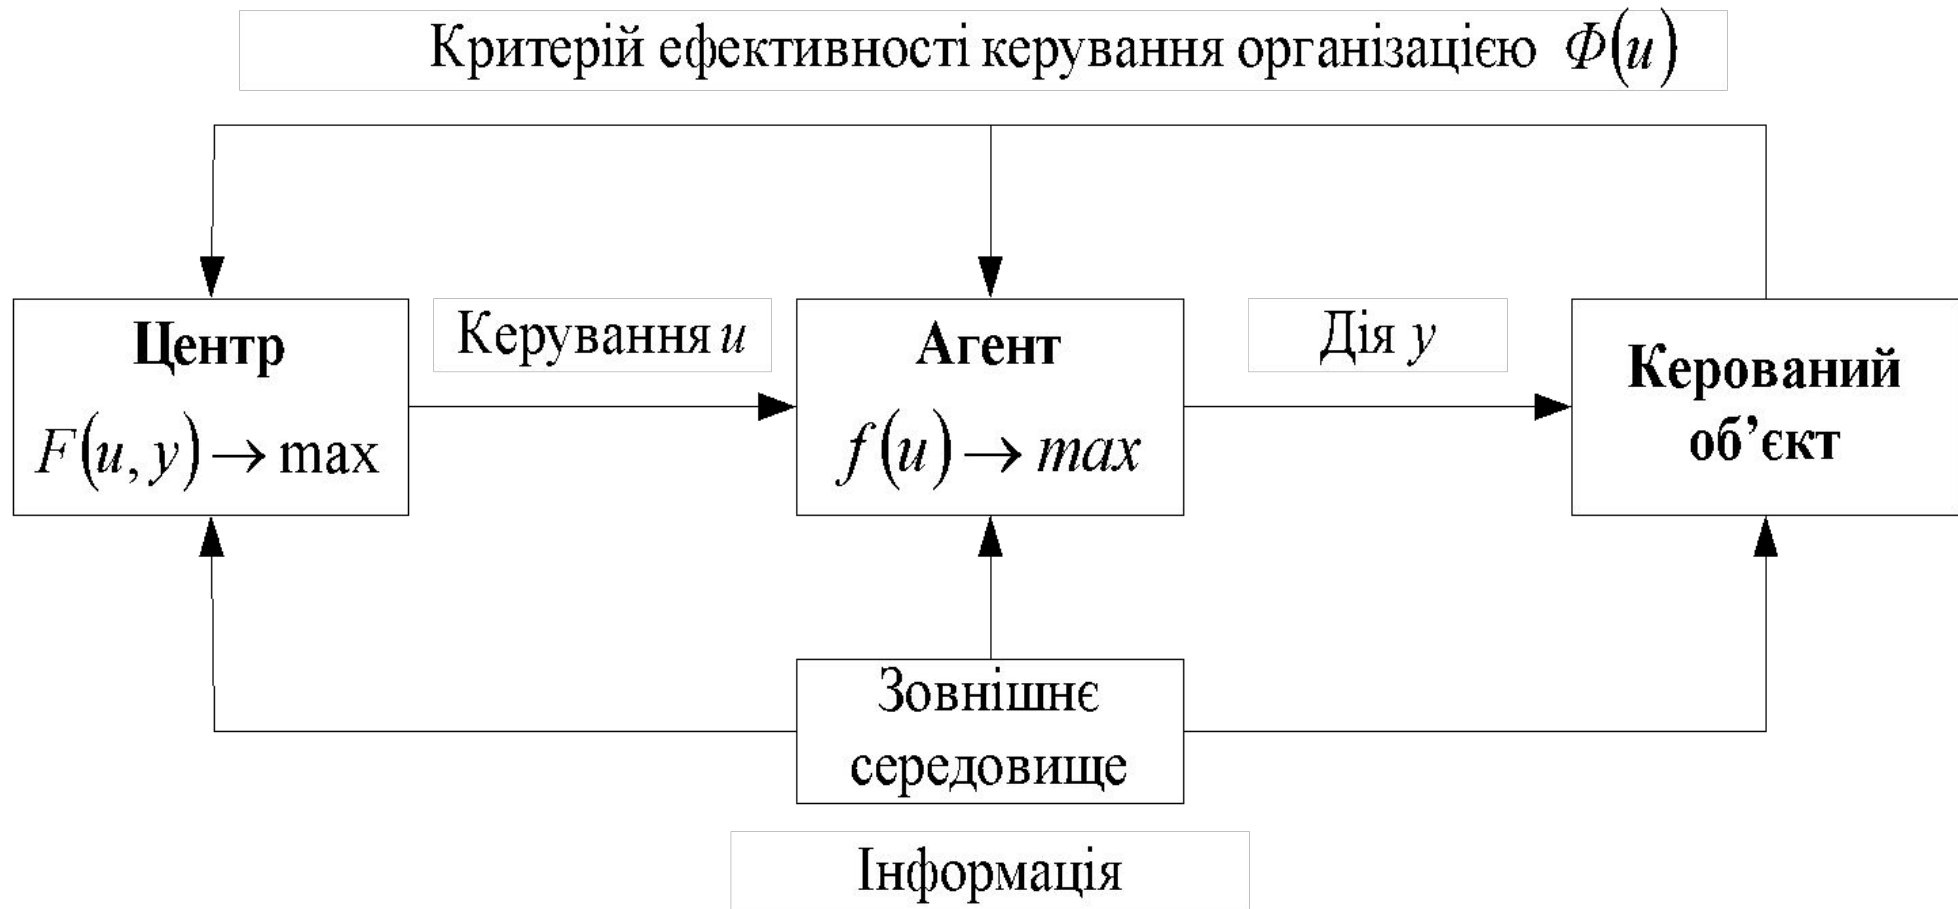 Критерій ефективності керування організацією Φ(u)
Центр
F(u, y) → max
Керування u
Агент
f(u) → max
Дія y
Керований
об’єкт
Зовнішнє
середовище
Інформація